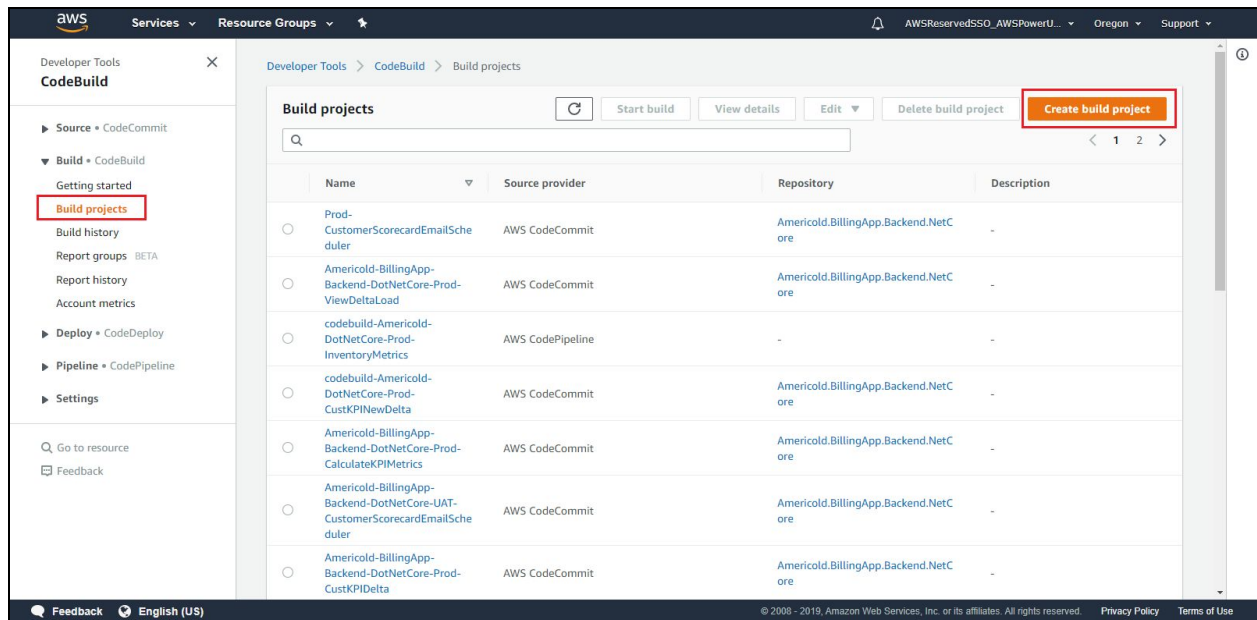 aws Services Resource Groups AWSReservedSSO_AWSPowerU... Oregon Support
Developer Tools
CodeBuild
Source • CodeCommit
Build • CodeBuild
Getting started
Build projects
Build history
Report groups BETA
Report history
Account metrics
Deploy • CodeDeploy
Pipeline • CodePipeline
Settings
Go to resource
Feedback
Developer Tools > CodeBuild > Build projects
Build projects Start build View details Edit Delete build project Create build project
< 1 2 >
Name Source provider Repository Description
Prod-
CustomerScorecardEmailSche
duler
AWS CodeCommit
Americold.BillingApp.Backend.NetC
ore
-
Americold-BillingApp-
Backend-DotNetCore-Prod-
ViewDeltaLoad
AWS CodeCommit
Americold.BillingApp.Backend.NetC
ore
-
codebuild-Americold-
DotNetCore-Prod-
InventoryMetrics
AWS CodePipeline
-
-
codebuild-Americold-
DotNetCore-Prod-
CustKPINewDelta
AWS CodeCommit
Americold.BillingApp.Backend.NetC
ore
-
Americold-BillingApp-
Backend-DotNetCore-Prod-
CalculateKPIMetrics
AWS CodeCommit
Americold.BillingApp.Backend.NetC
ore
-
Americold-BillingApp-
Backend-DotNetCore-UAT-
CustomerScorecardEmailSche
duler
AWS CodeCommit
Americold.BillingApp.Backend.NetC
ore
-
Americold-BillingApp-
Backend-DotNetCore-Prod-
CustKPIDelta
AWS CodeCommit
Americold.BillingApp.Backend.NetC
ore
-
Feedback English (US) © 2008 - 2019, Amazon Web Services, Inc. or its affiliates. All rights reserved. Privacy Policy Terms of Use